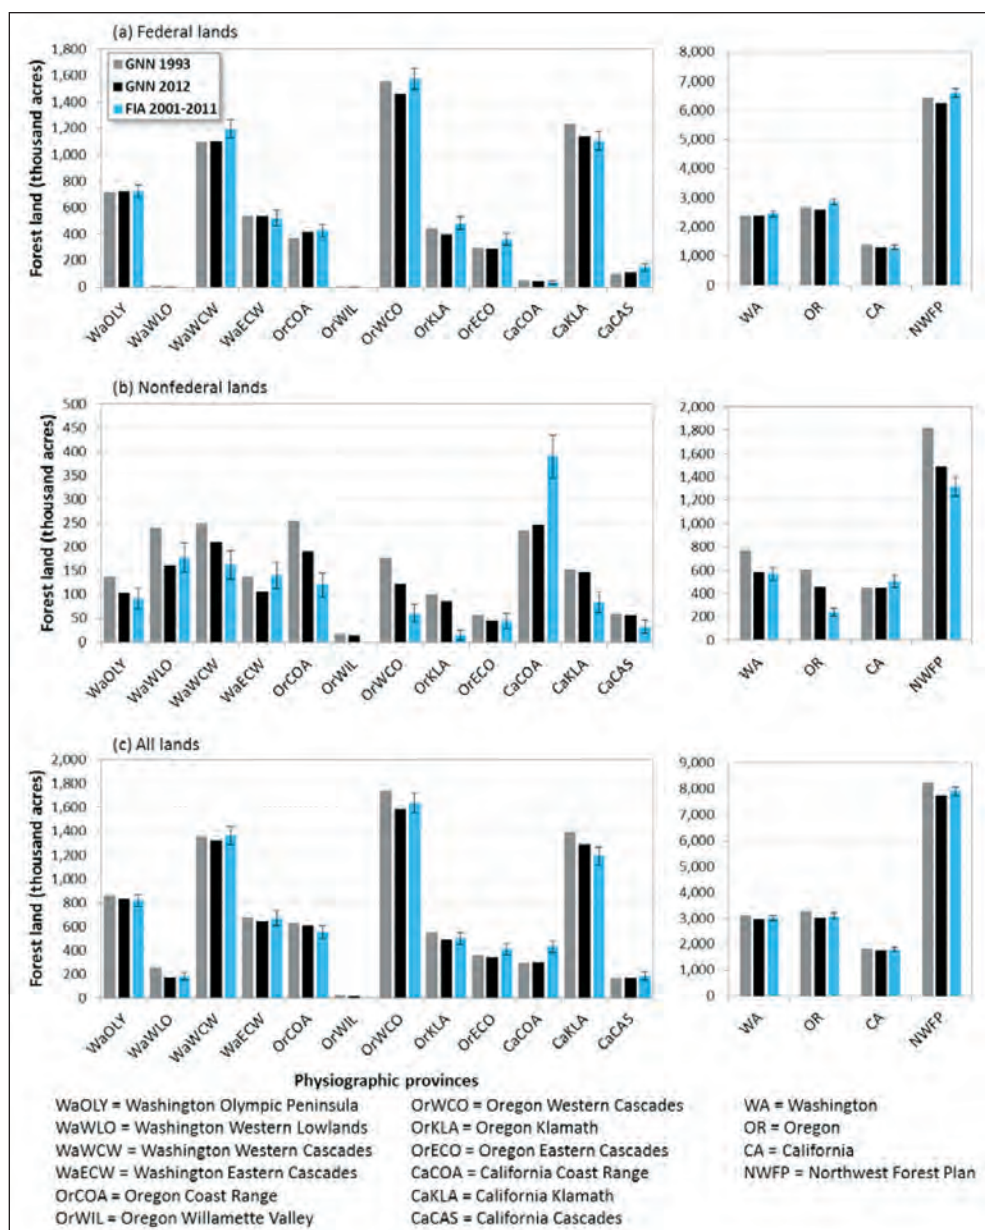 (a) Federal lands
Forest land (thousand acres)
1,800
1,600
1,400
1,200
1,000
800
600
400
200
0
GNN 1993
GNN 2012
FIA 2001-2011
WaOLY
WaWLO
WaWCW
WaECW
OrCOA
OrWIL
OrWCO
OrKLA
OrECO
CaCOA
CaKLA
CaCAS
8,000
7,000
6,000
5,000
4,000
3,000
2,000
1,000
0
WA
OR
CA
NWFP
(b) Nonfederal lands
Forest land (thousand acres)
500
450
400
350
300
250
200
150
100
50
0
WaOLY
WaWLO
WaWCW
WaECW
OrCOA
OrWIL
OrWCO
OrKLA
OrECO
CaCOA
CaKLA
CaCAS
2,000
1,800
1,600
1,400
1,200
1,000
800
600
400
200
0
WA
OR
CA
NWFP
(c) All lands
Forest land (thousand acres)
2,000
1,800
1,600
1,400
1,200
1,000
800
600
400
200
0
WaOLY
WaWLO
WaWCW
WaECW
OrCOA
OrWIL
OrWCO
OrKLA
OrECO
CaCOA
CaKLA
CaCAS
9,000
8,000
7,000
6,000
5,000
4,000
3,000
2,000
1,000
0
WA
OR
CA
NWFP
Physiographic provinces
WaOLY = Washington Olympic Peninsula
WaWLO = Washington Western Lowlands
WaWCW = Washington Western Cascades
WaECW = Washington Eastern Cascades
OrCOA = Oregon Coast Range
OrWIL = Oregon Willamette Valley
OrWCO = Oregon Western Cascades
OrKLA = Oregon Klamath
OrECO = Oregon Eastern Cascades
CaCOA = California Coast Range
CaKLA = California Klamath
CaCAS = California Cascades
WA = Washington
OR = Oregon
CA = California
NWFP = Northwest Forest Plan